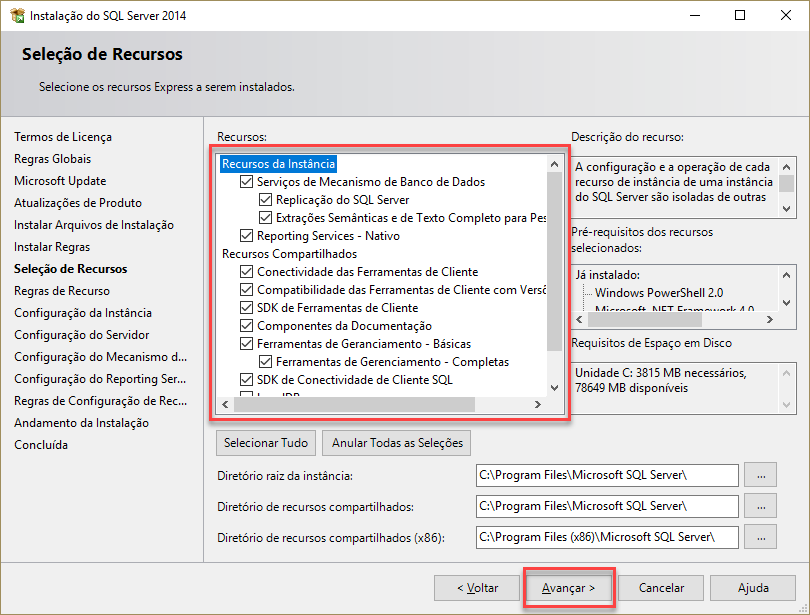 Instalação do SQL Server 2014
Seleção de Recursos
Selecione os recursos Express a serem instalados.
Termos de Licença
Regras Globais
Microsoft Update
Atualizações de Produto
Instalar Arquivos de Instalação
Instalar Regras
Seleção de Recursos
Regras de Recurso
Configuração da Instância
Configuração do Servidor
Configuração do Mecanismo d...
Configuração do Reporting Ser...
Regras de Configuração de Rec...
Andamento da Instalação
Concluída
Recursos:
Recursos da Instância
Serviços de Mecanismo de Banco de Dados
Replicação do SQL Server
Extrações Semânticas e de Texto Completo para Pes
Reporting Services - Nativo
Recursos Compartilhados
Conectividade das Ferramentas de Cliente
Compatibilidade das Ferramentas de Cliente com Versõ
SDK de Ferramentas de Cliente
Componentes da Documentação
Ferramentas de Geranciamento - Básicas
Ferramentas de Gerenciamento - Completas
SDK de Conectividade de Cliente SQL
Descrição do recurso:
A configuração e a operação de cada
recurso de instância de uma instância
do SQL Server são isoladas de outras
Pré-requisitos dos recursos
selecionados:
Já instalado:
Windows PowerShell 2.0
Microsoft .NET Framework 4.0
Requisitos de Espaço em Disco
Unidade C: 3815 MB necessários,
78649 MB disponíveis
Selecionar Tudo
Anular Todas as Seleções
Diretório raiz da instância:
C:\Program Files\Microsoft SQL Server\
...
Diretório de recursos compartilhados:
C:\Program Files\Microsoft SQL Server\
...
Diretório de recursos compartilhados (x86):
C:\Program Files (x86)\Microsoft SQL Server\
...
< Voltar
Avançar >
Cancelar
Ajuda